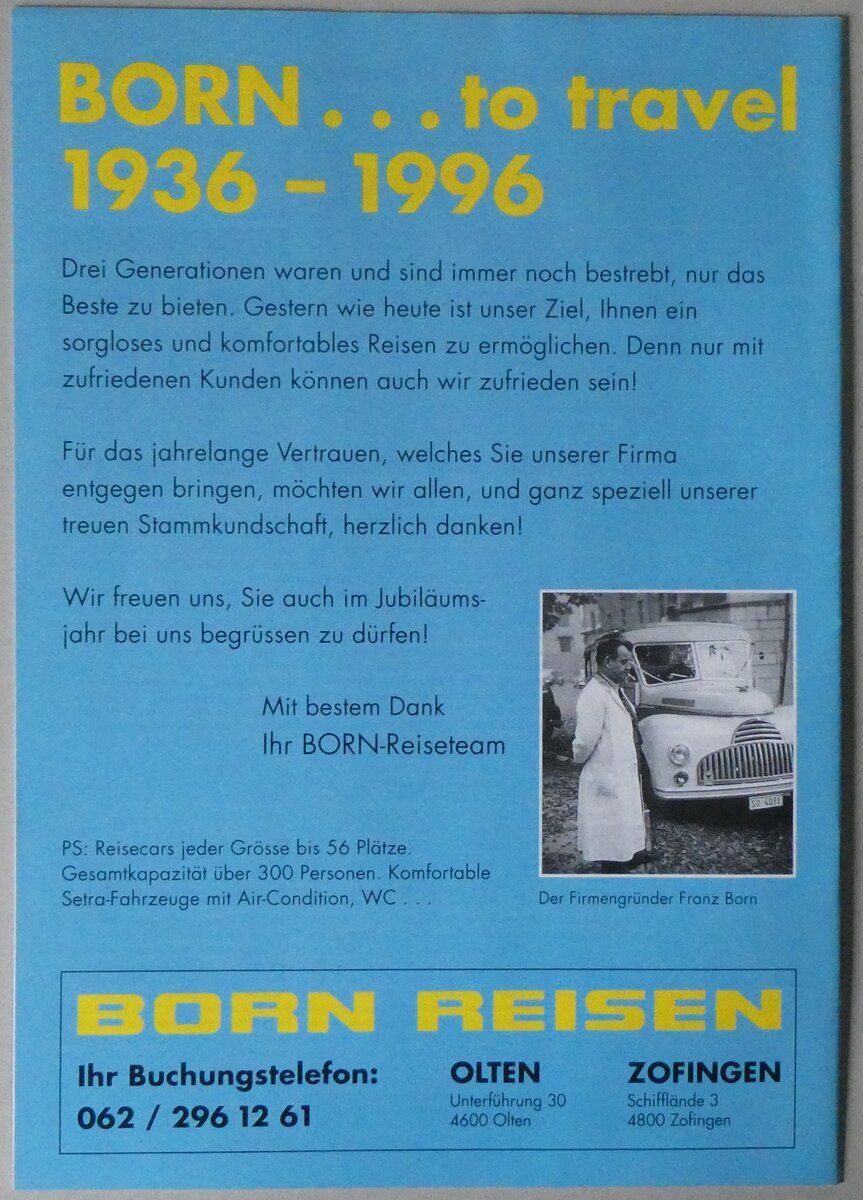 BORN . . . to travel
1936 – 1996
Drei Generationen waren und sind immer noch bestrebt, nur das
Beste zu bieten. Gestern wie heute ist unser Ziel, Ihnen ein
sorgloses und komfortables Reisen zu ermöglichen. Denn nur mit
zufriedenen Kunden können auch wir zufrieden sein!
Für das jahrelange Vertrauen, welches Sie unserer Firma
entgegen bringen, möchten wir allen, und ganz speziell unserer
treuen Stammkundschaft, herzlich danken!
Wir freuen uns, Sie auch im Jubiläums-
jahr bei uns begrüssen zu dürfen!
Mit bestem Dank
Ihr BORN-Reiseteam
SO 4091
PS: Reisecars jeder Grösse bis 56 Plätze.
Gesamtkapazität über 300 Personen. Komfortable
Setra-Fahrzeuge mit Air-Condition, WC . . .
Der Firmengründer Franz Born
BORN REISEN
Ihr Buchungstelefon:
062 / 296 12 61
OLTEN
Unterführung 30
4600 Olten
ZOFINGEN
Schifflände 3
4800 Zofingen